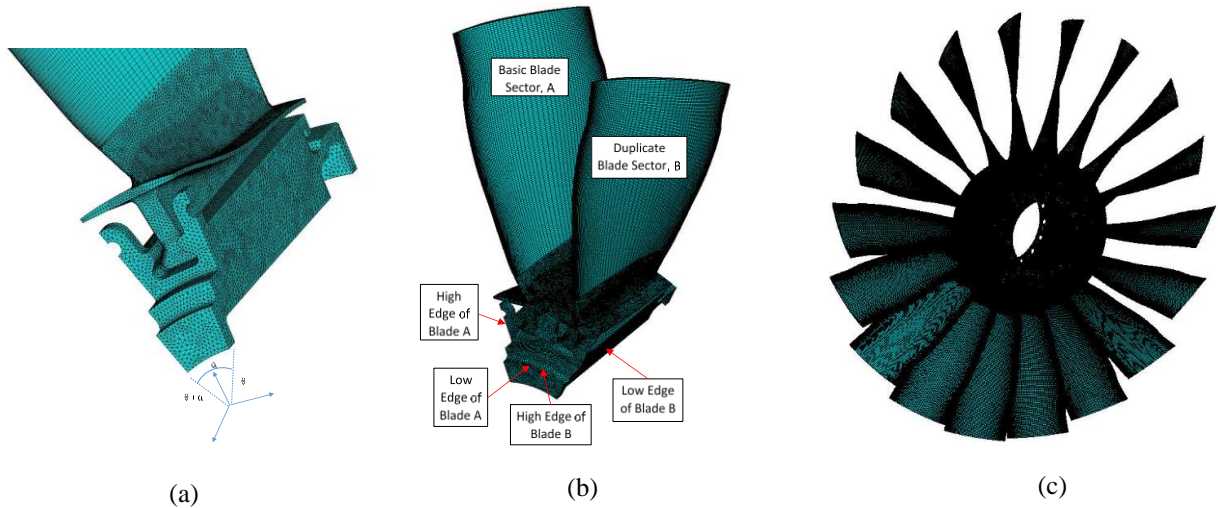 Basic Blade
Sector, A
Duplicate
Blade Sector, B
High
Edge of
Blade A
Low
Edge of
Blade A
High Edge of
Blade B
Low Edge
of Blade B
α
θ
θ + α
(a)
(b)
(c)